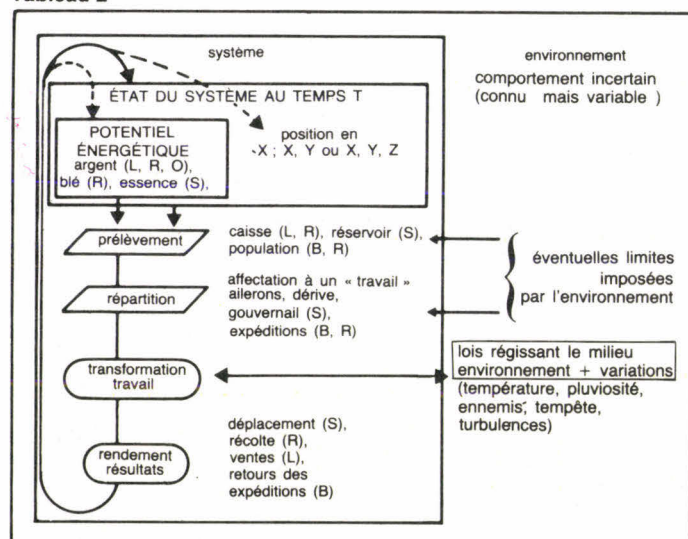 système
environnement
comportement incertain
(connu mais variable )
ÉTAT DU SYSTÈME AU TEMPS T
POTENTIEL
ÉNERGÉTIQUE
argent (L, R, O),
blé (R), essence (S),
position en
X ; X, Y ou X, Y, Z
prélèvement
caisse (L, R), réservoir (S),
population (B, R)
éventuelles limites
imposées
par l'environnement
répartition
affectation à un « travail »
ailerons, dérive,
gouvernail (S),
expéditions (B, R)
transformation
travail
lois régissant le milieu
environnement + variations
(température, pluviosité,
ennemis; tempête,
turbulences)
rendement
résultats
déplacement (S),
récolte (R),
ventes (L),
retours des
expéditions (B)